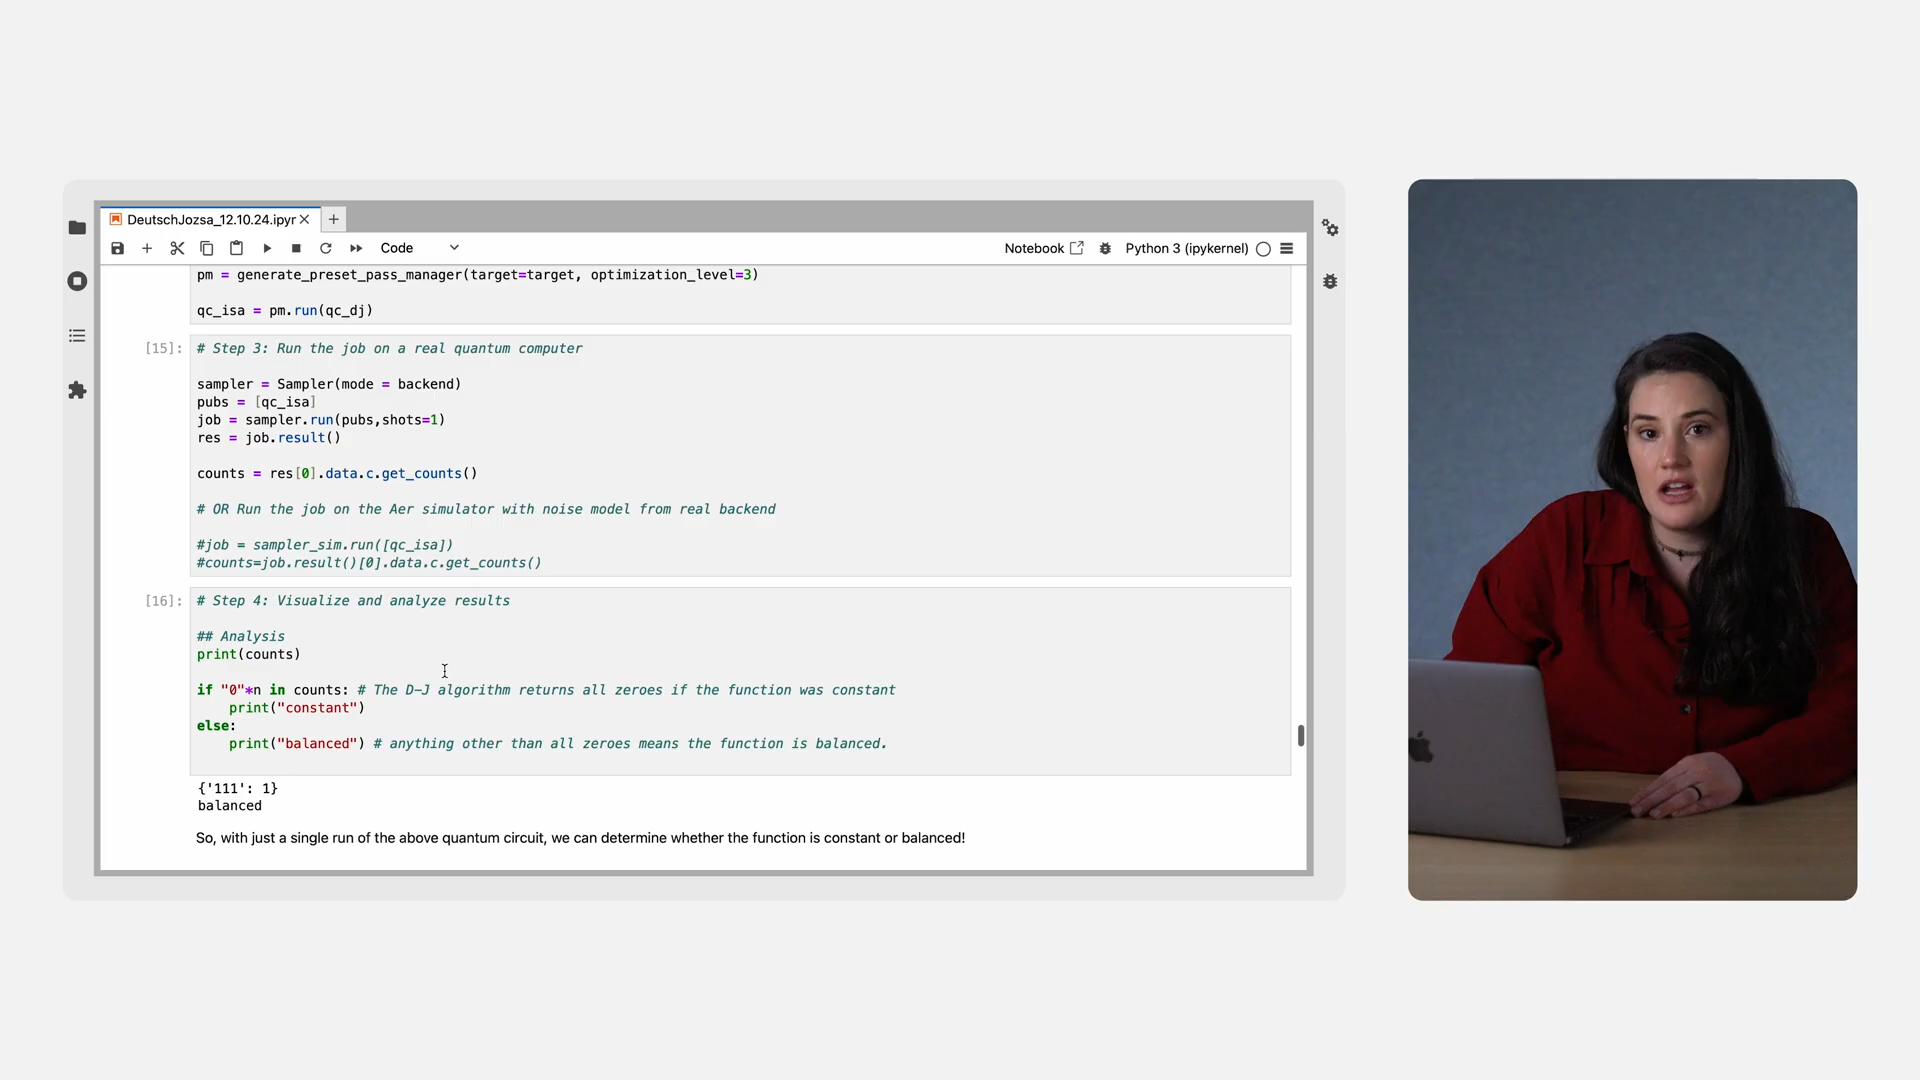 DeutschJozsa_12.10.24.ipyr
Code
Notebook
Python 3 (ipykernel)
pm = generate_preset_pass_manager(target=target, optimization_level=3)
qc_isa = pm.run(qc_dj)
[15]:
# Step 3: Run the job on a real quantum computer
sampler = Sampler(mode = backend)
pubs = [qc_isa]
job = sampler.run(pubs,shots=1)
res = job.result()
counts = res[0].data.c.get_counts()
# OR Run the job on the Aer simulator with noise model from real backend
#job = sampler_sim.run([qc_isa])
#counts=job.result()[0].data.c.get_counts()
[16]:
# Step 4: Visualize and analyze results
## Analysis
print(counts)
if "0"*n in counts: # The D-J algorithm returns all zeroes if the function was constant
    print("constant")
else:
    print("balanced") # anything other than all zeroes means the function is balanced.
{'111': 1}
balanced
So, with just a single run of the above quantum circuit, we can determine whether the function is constant or balanced!